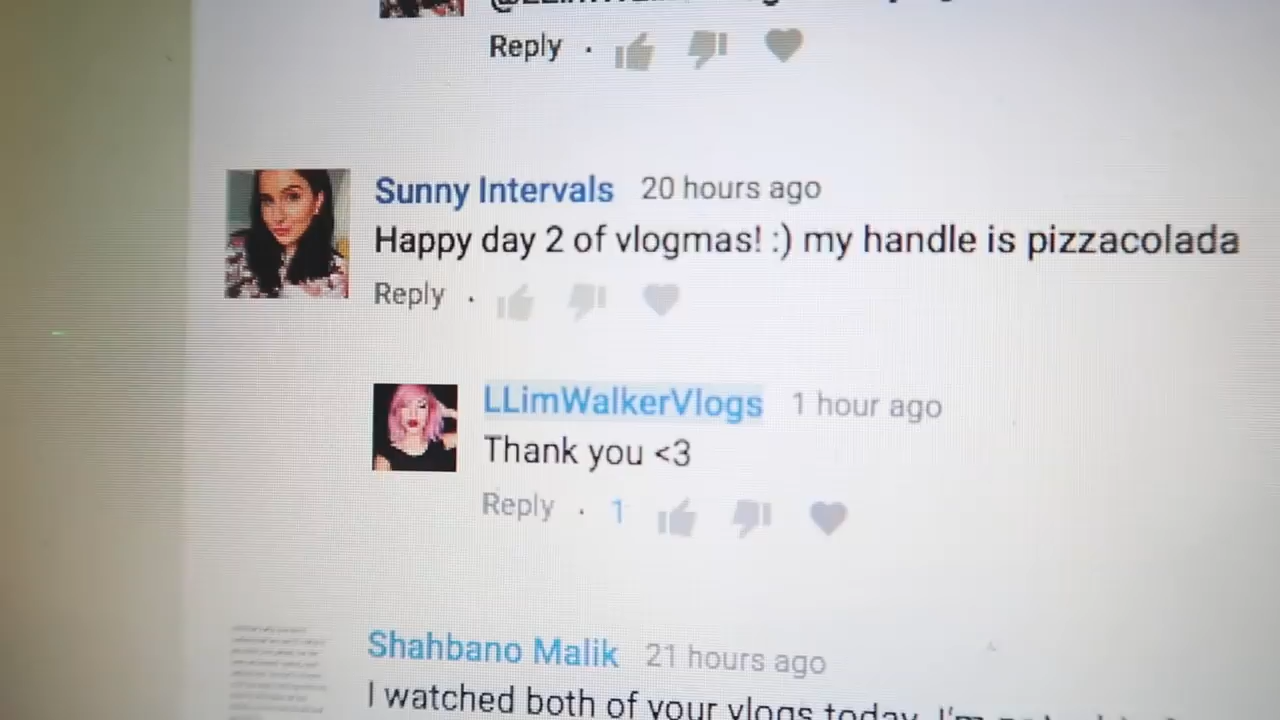 Reply ·
Sunny Intervals 20 hours ago
Happy day 2 of vlogmas! :) my handle is pizzacolada
Reply ·
LLimWalkerVlogs 1 hour ago
Thank you <3
Reply · 1
Shahbano Malik 21 hours ago
I watched both of your vlogs today. I'm